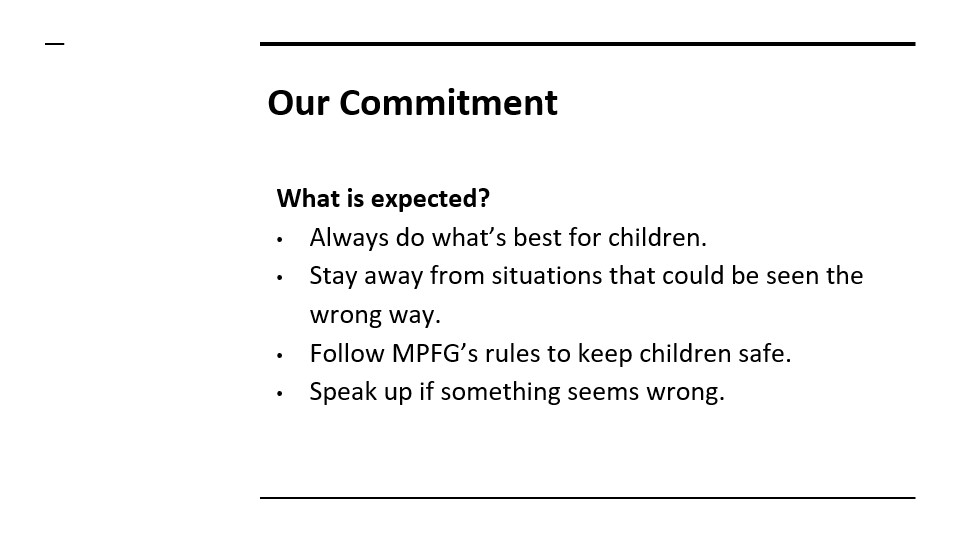 Our Commitment
What is expected?
• Always do what’s best for children.
• Stay away from situations that could be seen the
wrong way.
• Follow MPFG’s rules to keep children safe.
• Speak up if something seems wrong.